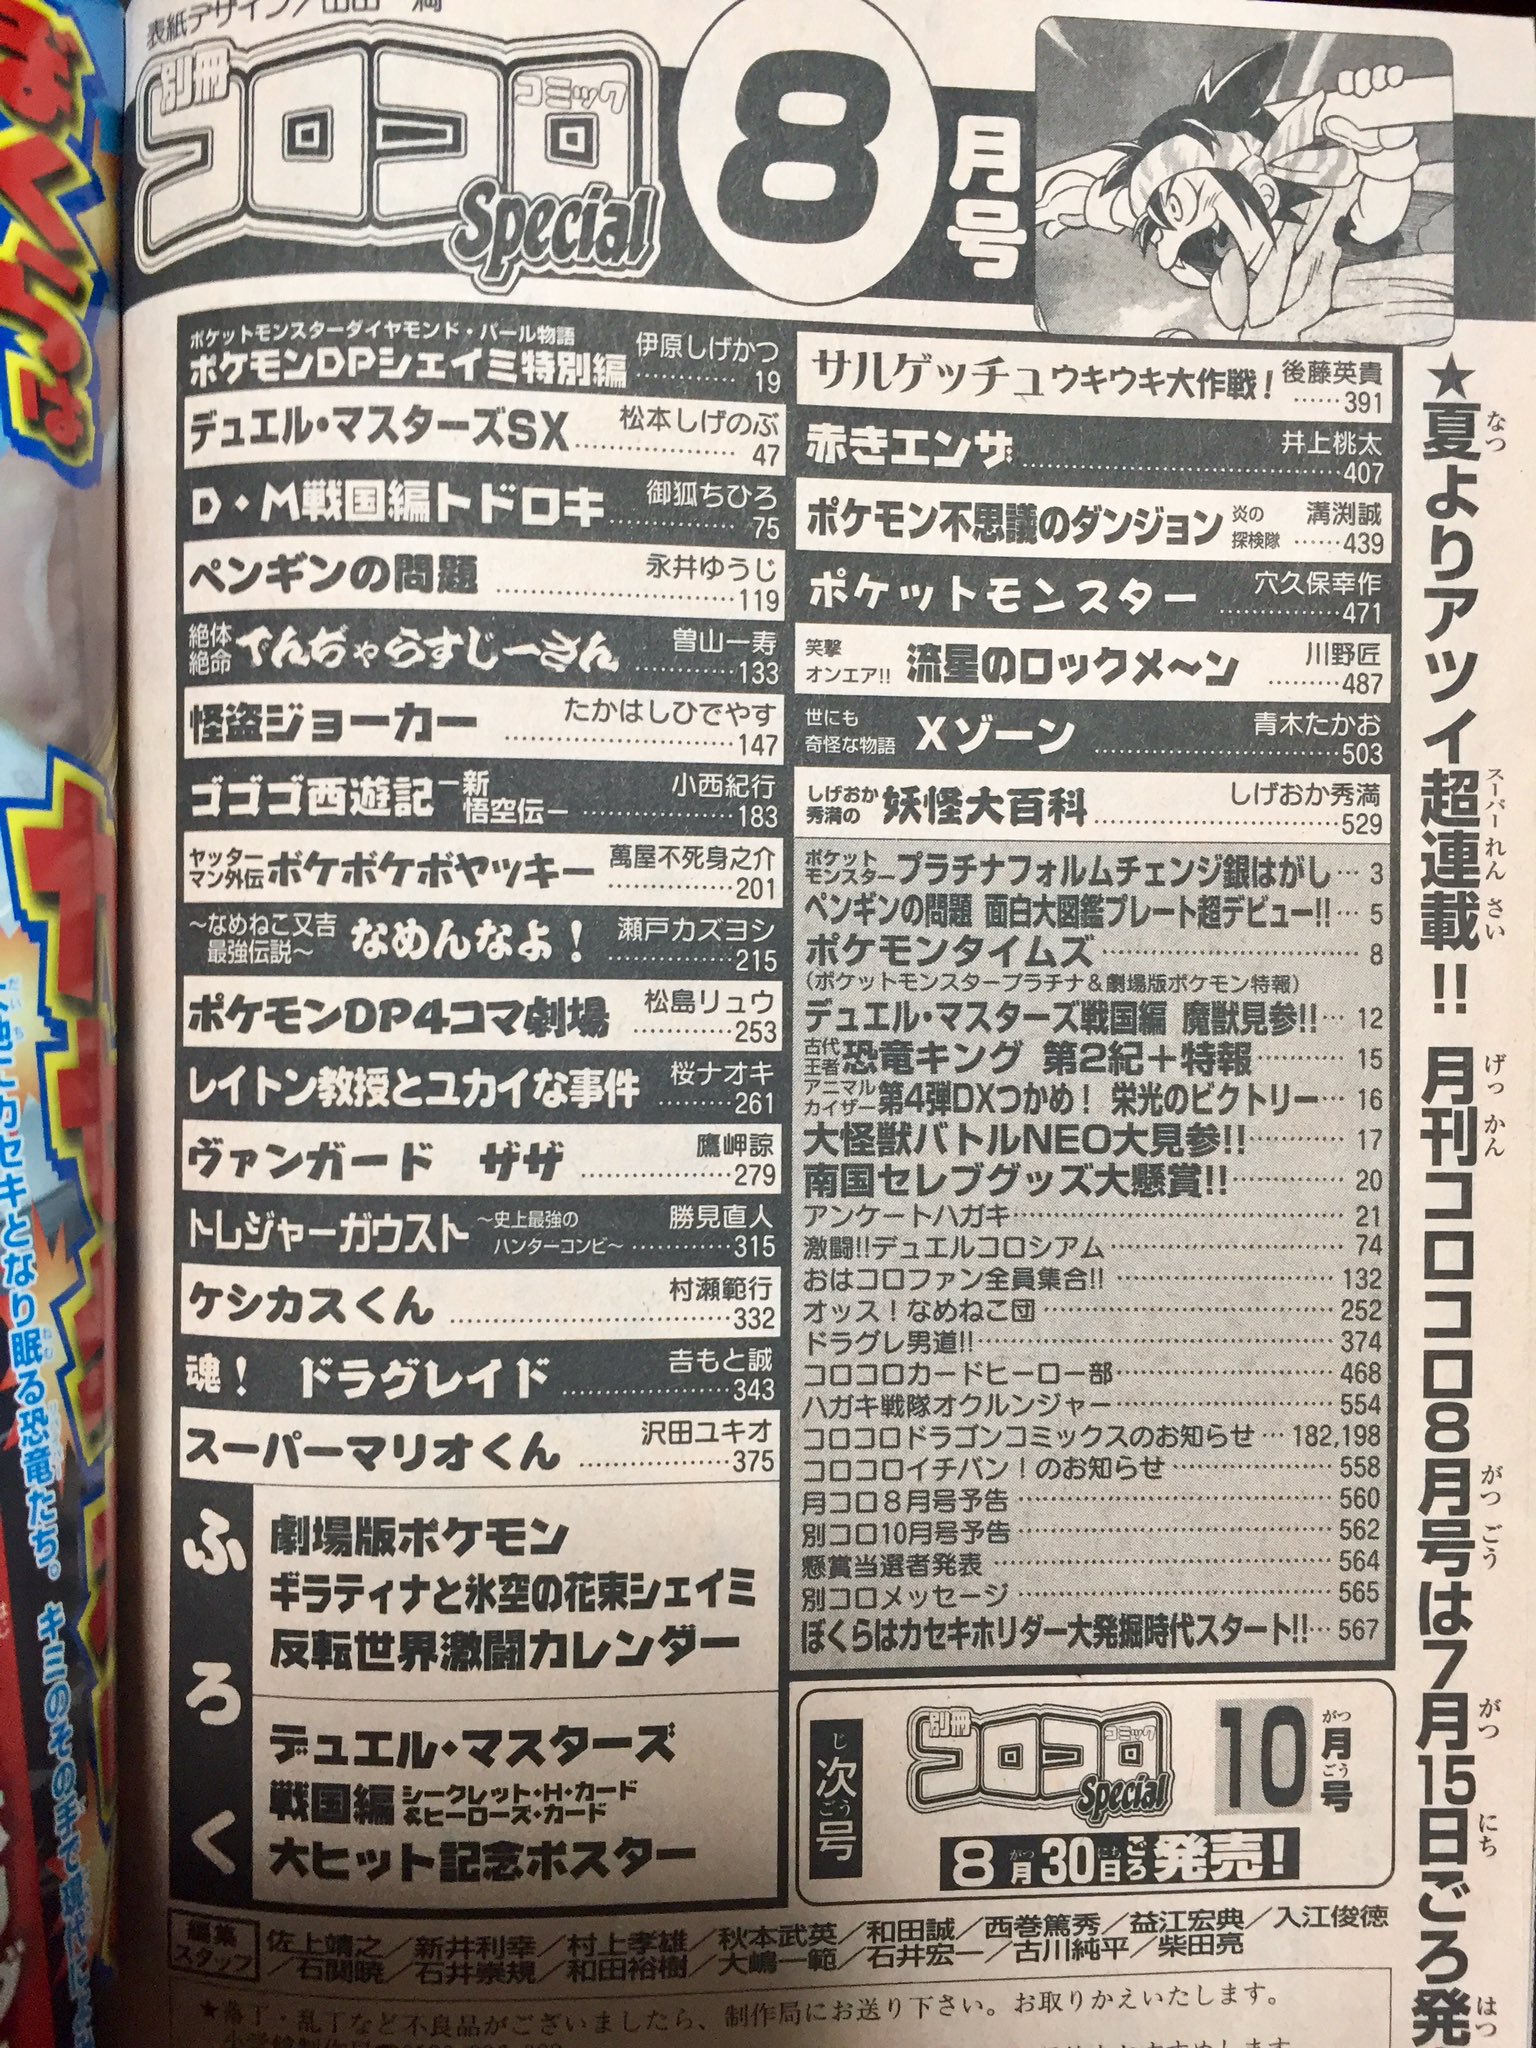 表紙デザイン／山田 満
別冊コロコロコミックSpecial
8月号
ポケットモンスターダイヤモンド・パール物語
ポケモンDPシェイミ特別編 伊原しげかつ …… 19
デュエル・マスターズSX 松本しげのぶ …… 47
D・M戦国編トドロキ 御狐ちひろ …… 75
ペンギンの問題 永井ゆうじ …… 119
絶体絶命でんぢゃらすじーさん 曽山一寿 …… 133
怪盗ジョーカー たかはしひでやす …… 147
ゴゴゴ西遊記－新悟空伝－ 小西紀行 …… 183
ヤッターマン外伝ボケボケボヤッキー 萬屋不死身之介 …… 201
～なめねこ又吉最強伝説～ なめんなよ！ 瀬戸カズヨシ …… 215
ポケモンDP4コマ劇場 松島リュウ …… 253
レイトン教授とユカイな事件 桜ナオキ …… 261
ヴァンガード ザザ 鷹岬諒 …… 279
トレジャーガウスト ～史上最強のハンターコンビ～ 勝見直人 …… 315
ケシカスくん 村瀬範行 …… 332
魂！ ドラグレイド 吉もと誠 …… 343
スーパーマリオくん 沢田ユキオ …… 375
ふろく
劇場版ポケモン
ギラティナと氷空の花束シェイミ
反転世界激闘カレンダー
デュエル・マスターズ
戦国編 シークレット・H・カード＆ヒーローズ・カード
大ヒット記念ポスター
サルゲッチュウキウキ大作戦！ 後藤英貴 …… 391
赤きエンザ 井上桃太 …… 407
ポケモン不思議のダンジョン 炎の探検隊 溝渕誠 …… 439
ポケットモンスター 穴久保幸作 …… 471
笑撃オンエア!! 流星のロックメ～ン 川野匠 …… 487
世にも奇怪な物語 Xゾーン 青木たかお …… 503
しげおか秀満の妖怪大百科 しげおか秀満 …… 529
ポケットモンスタープラチナフォルムチェンジ銀はがし … 3
ペンギンの問題 面白大図鑑プレート超デビュー!! … 5
ポケモンタイムズ …… 8
（ポケットモンスタープラチナ＆劇場版ポケモン特報）
デュエル・マスターズ戦国編 魔獣見参!! … 12
古代王者恐竜キング 第2紀＋特報 …… 15
アニマルカイザー第4弾DXつかめ！ 栄光のビクトリー … 16
大怪獣バトルNEO大見参!! …… 17
南国セレブグッズ大懸賞!! …… 20
アンケートハガキ …… 21
激闘!!デュエルコロシアム …… 74
おはコロファン全員集合!! …… 132
オッス！なめねこ団 …… 252
ドラグレ男道!! …… 374
コロコロカードヒーロー部 …… 468
ハガキ戦隊オクルンジャー …… 554
コロコロドラゴンコミックスのお知らせ … 182,198
コロコロイチバン！のお知らせ …… 558
月コロ8月号予告 …… 560
別コロ10月号予告 …… 562
懸賞当選者発表 …… 564
別コロメッセージ …… 565
ぼくらはカセキホリダー大発掘時代スタート!! … 567
次号
別冊コロコロコミックSpecial 10月号
8月30日ごろ発売！
★夏よりアツイ超連載!! 月刊コロコロ8月号は7月15日ごろ発
編集スタッフ
佐上靖之／新井利幸／村上孝雄／秋本武英／和田誠／西巻篤秀／益江宏典／入江俊徳
／石関暁／石井崇規／和田裕樹／大嶋一範／石井宏一／古川純平／柴田亮
★落丁・乱丁など不良品がございましたら、制作局にお送り下さい。お取りかえいたします。
カセキとなり眠る恐竜たち。キミのその手で現代に